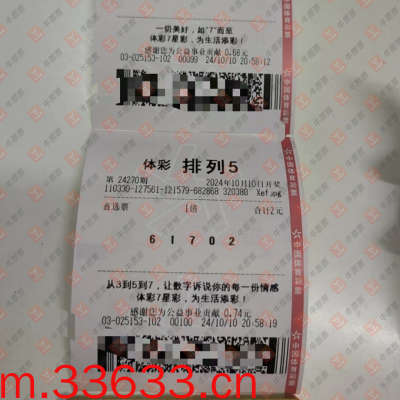 一切美好，如"7"而至
体彩7星彩，为生活添彩！
感谢您为公益事业贡献 0.68元
03-025153-102 00099 24/10/10 20:58:12
体彩 排列5
第 24270期 2024年10月10日开奖
110330-127561-121579-682868 320380
直选票 1倍 合计2元
6 1 7 0 2
从3到5到7，让数字诉说你的每一份情感
体彩7星彩，为生活添彩！
感谢您为公益事业贡献 0.74元
03-025153-102 00100 24/10/10 20:58:19
中国体育彩票
m.33633.cn